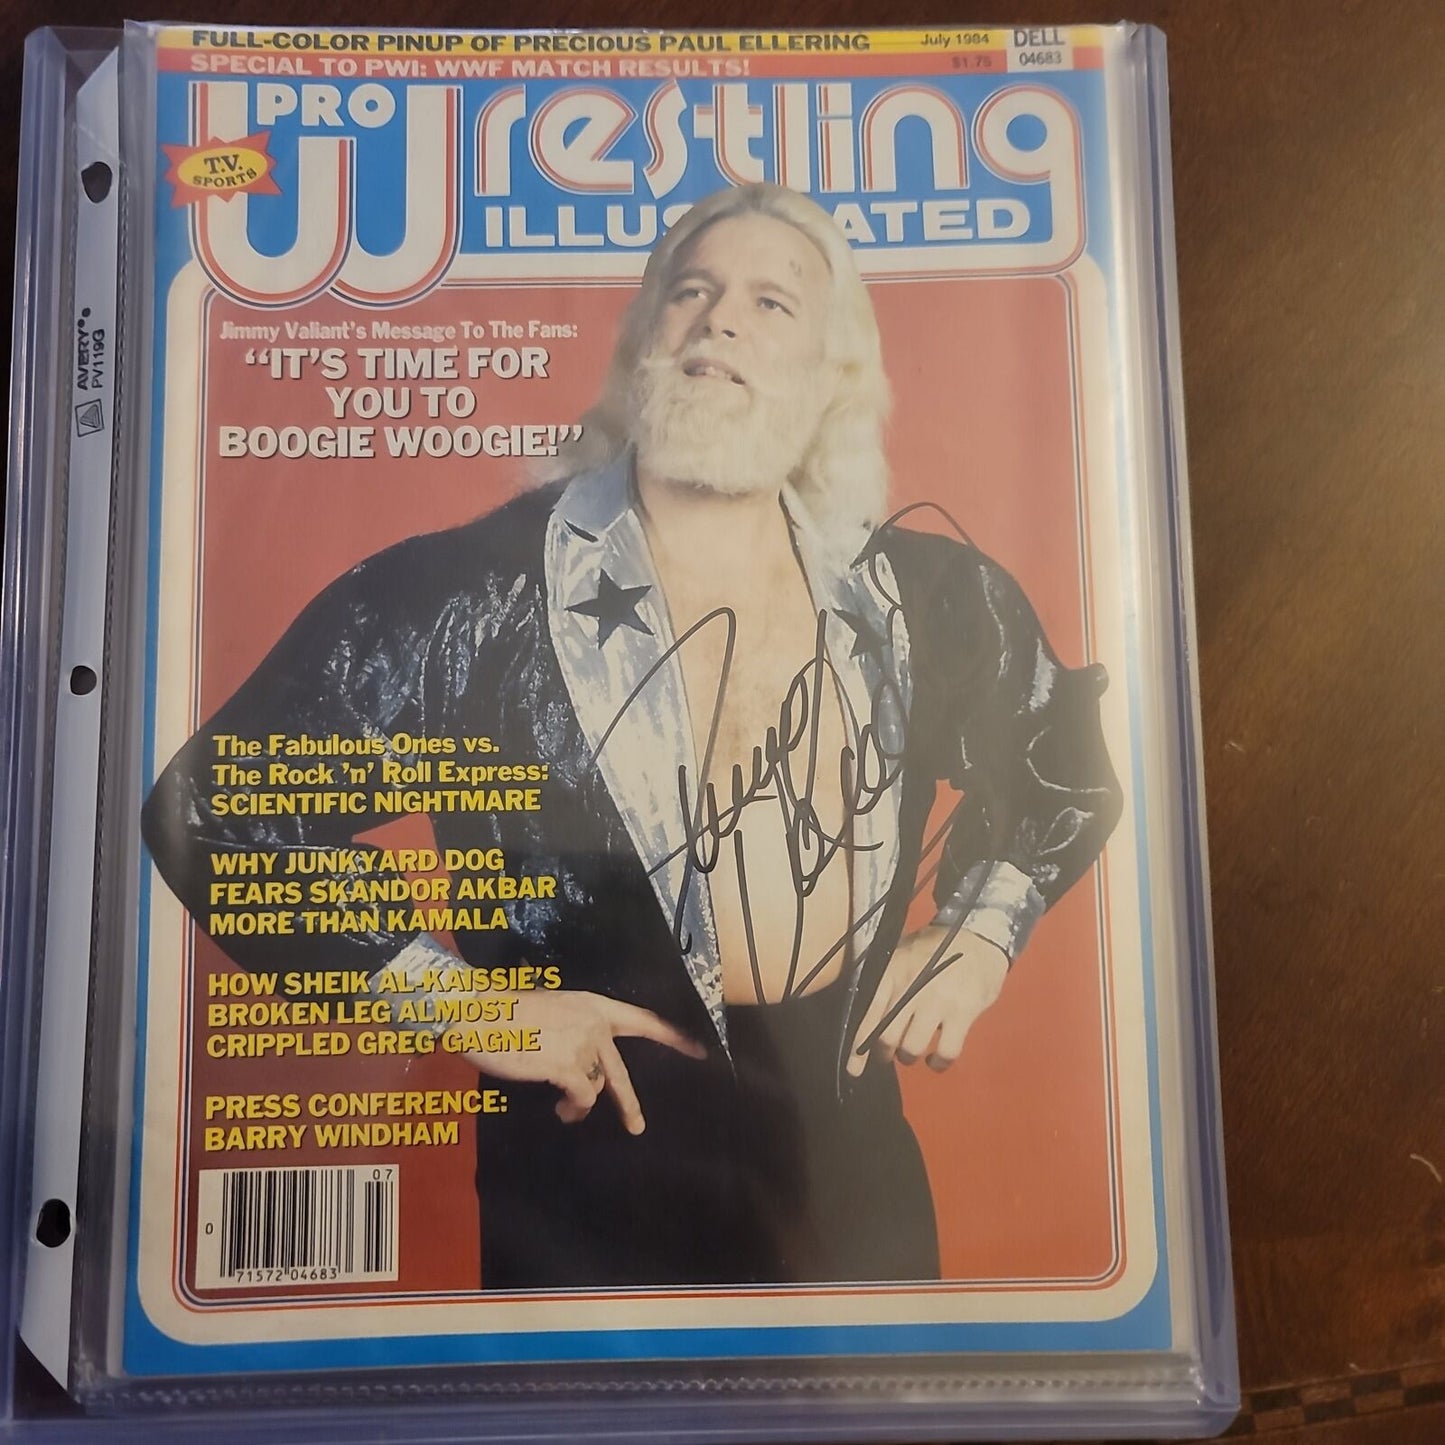 FULL-COLOR PINUP OF PRECIOUS PAUL ELLERING
July 1984
DELL
SPECIAL TO PWI: WWF MATCH RESULTS!
$1.75
04683
PRO
Wrestling
T.V.
SPORTS
ILLUS ATED
Jimmy Valiant's Message To The Fans:
“IT'S TIME FOR
YOU TO
BOOGIE WOOGIE!”
AVERY®
PV119G
The Fabulous Ones vs.
The Rock 'n' Roll Express:
SCIENTIFIC NIGHTMARE
WHY JUNKYARD DOG
FEARS SKANDOR AKBAR
MORE THAN KAMALA
HOW SHEIK AL-KAISSIE'S
BROKEN LEG ALMOST
CRIPPLED GREG GAGNE
PRESS CONFERENCE:
BARRY WINDHAM
07
0
71572 04683